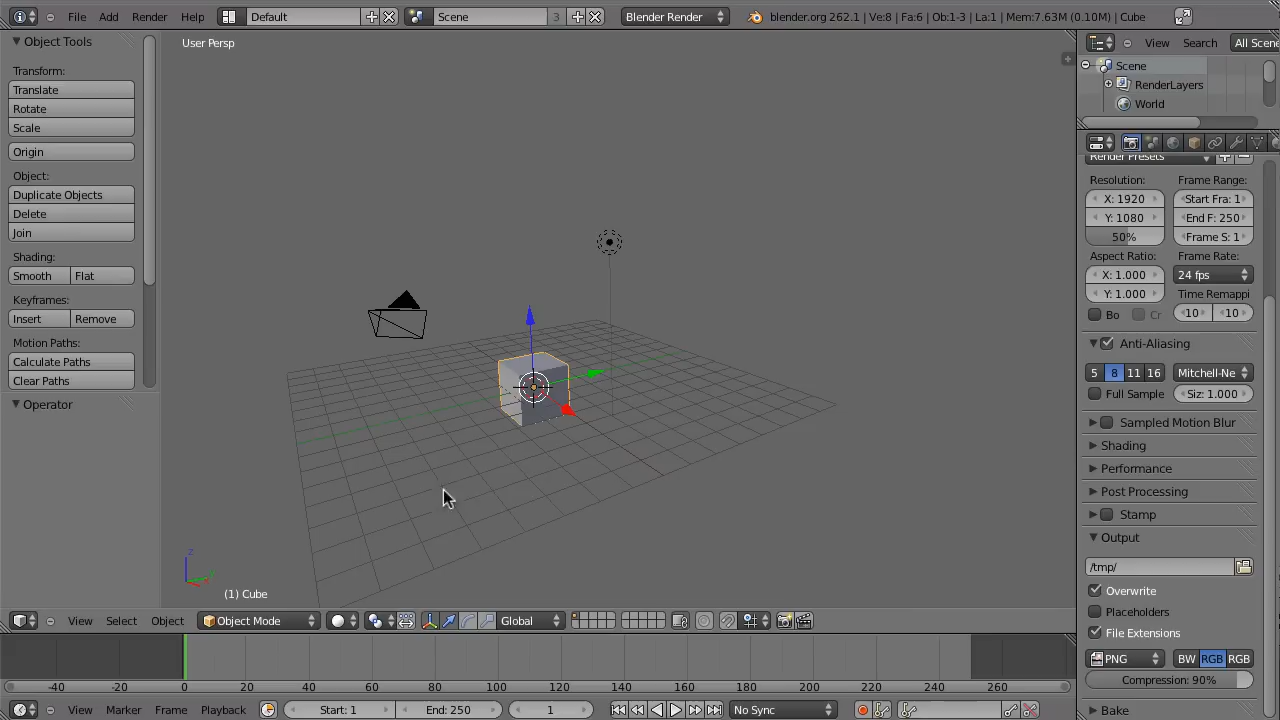 File Add Render Help Default Scene 3 Blender Render blender.org 262.1 | Ve:8 | Fa:6 | Ob:1-3 | La:1 | Mem:7.63M (0.10M) | Cube
Object Tools
Transform:
Translate
Rotate
Scale
Origin
Object:
Duplicate Objects
Delete
Join
Shading:
Smooth Flat
Keyframes:
Insert Remove
Motion Paths:
Calculate Paths
Clear Paths
Operator
User Persp
z
y
(1) Cube
View Select Object Object Mode Global
-40 -20 0 20 40 60 80 100 120 140 160 180 200 220 240 260
View Marker Frame Playback Start: 1 End: 250 1 No Sync
View Search All Scene
Scene
RenderLayers
World
Render Presets
Resolution: Frame Range:
X: 1920 Start Fra: 1
Y: 1080 End F: 250
50% Frame S: 1
Aspect Ratio: Frame Rate:
X: 1.000 24 fps
Y: 1.000 Time Remappi
Bo Cr 10 10
Anti-Aliasing
5 8 11 16 Mitchell-Ne
Full Sample Siz: 1.000
Sampled Motion Blur
Shading
Performance
Post Processing
Stamp
Output
/tmp/
Overwrite
Placeholders
File Extensions
PNG BW RGB RGB
Compression: 90%
Bake